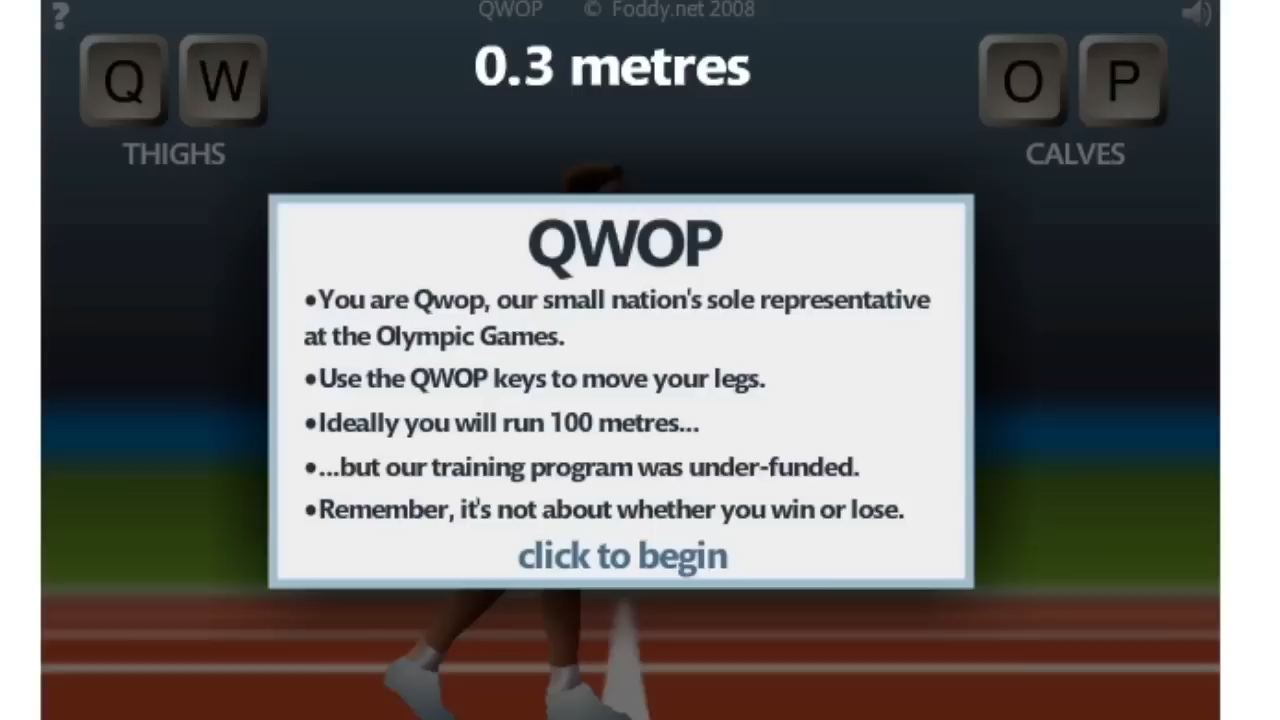 ?
QWOP © Foddy.net 2008
Q W
0.3 metres
O P
THIGHS
CALVES
QWOP
•You are Qwop, our small nation's sole representative
at the Olympic Games.
•Use the QWOP keys to move your legs.
•Ideally you will run 100 metres...
•...but our training program was under-funded.
•Remember, it's not about whether you win or lose.
click to begin